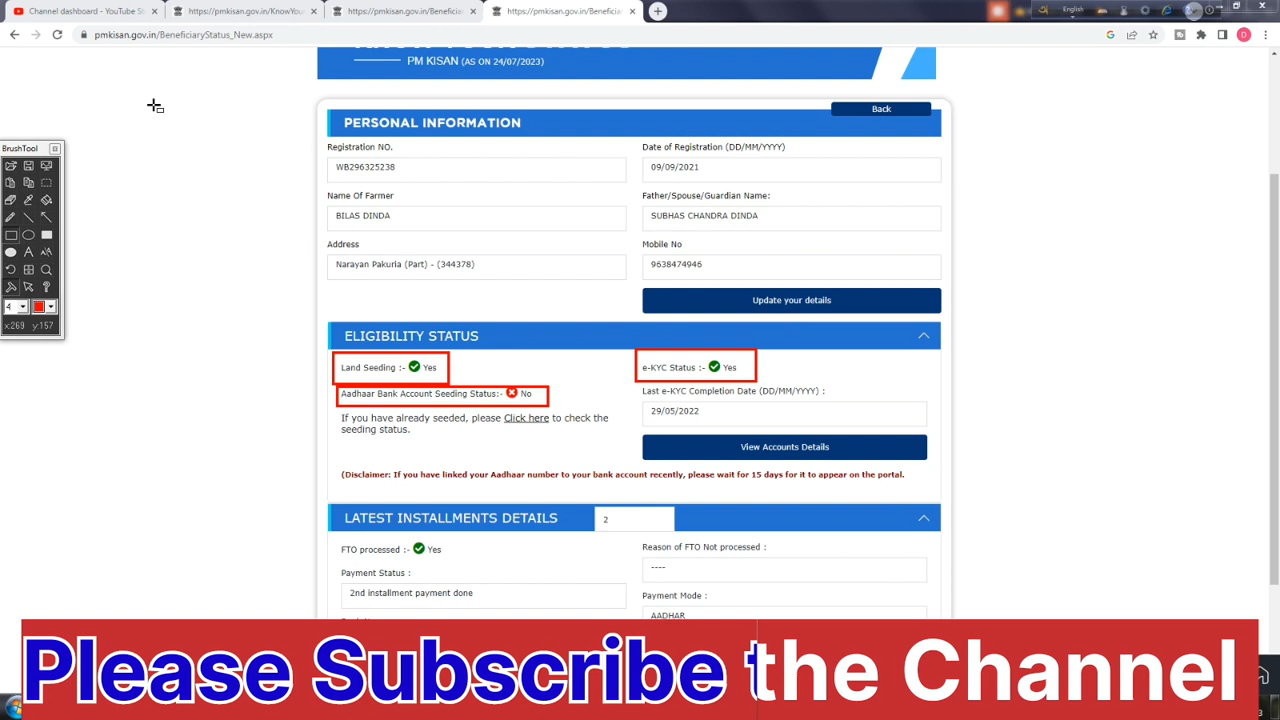 Channel dashboard - YouTube St
https://pmkisan.gov.in/KnowYour
https://pmkisan.gov.in/Beneficiar
https://pmkisan.gov.in/Beneficiar
English
pmkisan.gov.in/BeneficiaryStatus_New.aspx
D
PM KISAN (AS ON 24/07/2023)
Back
PERSONAL INFORMATION
Registration NO.
Date of Registration (DD/MM/YYYY)
WB296325238
09/09/2021
Name Of Farmer
Father/Spouse/Guardian Name:
BILAS DINDA
SUBHAS CHANDRA DINDA
Address
Mobile No
Narayan Pakuria (Part) - (344378)
9638474946
Update your details
BrushTool
4
x:269 y:157
ELIGIBILITY STATUS
Land Seeding :- Yes
e-KYC Status :- Yes
Aadhaar Bank Account Seeding Status:- No
Last e-KYC Completion Date (DD/MM/YYYY) :
29/05/2022
If you have already seeded, please Click here to check the
seeding status.
View Accounts Details
(Disclaimer: If you have linked your Aadhaar number to your bank account recently, please wait for 15 days for it to appear on the portal.
LATEST INSTALLMENTS DETAILS
2
FTO processed :- Yes
Reason of FTO Not processed :
----
Payment Status :
2nd installment payment done
Payment Mode :
AADHAR
Please Subscribe the Channel